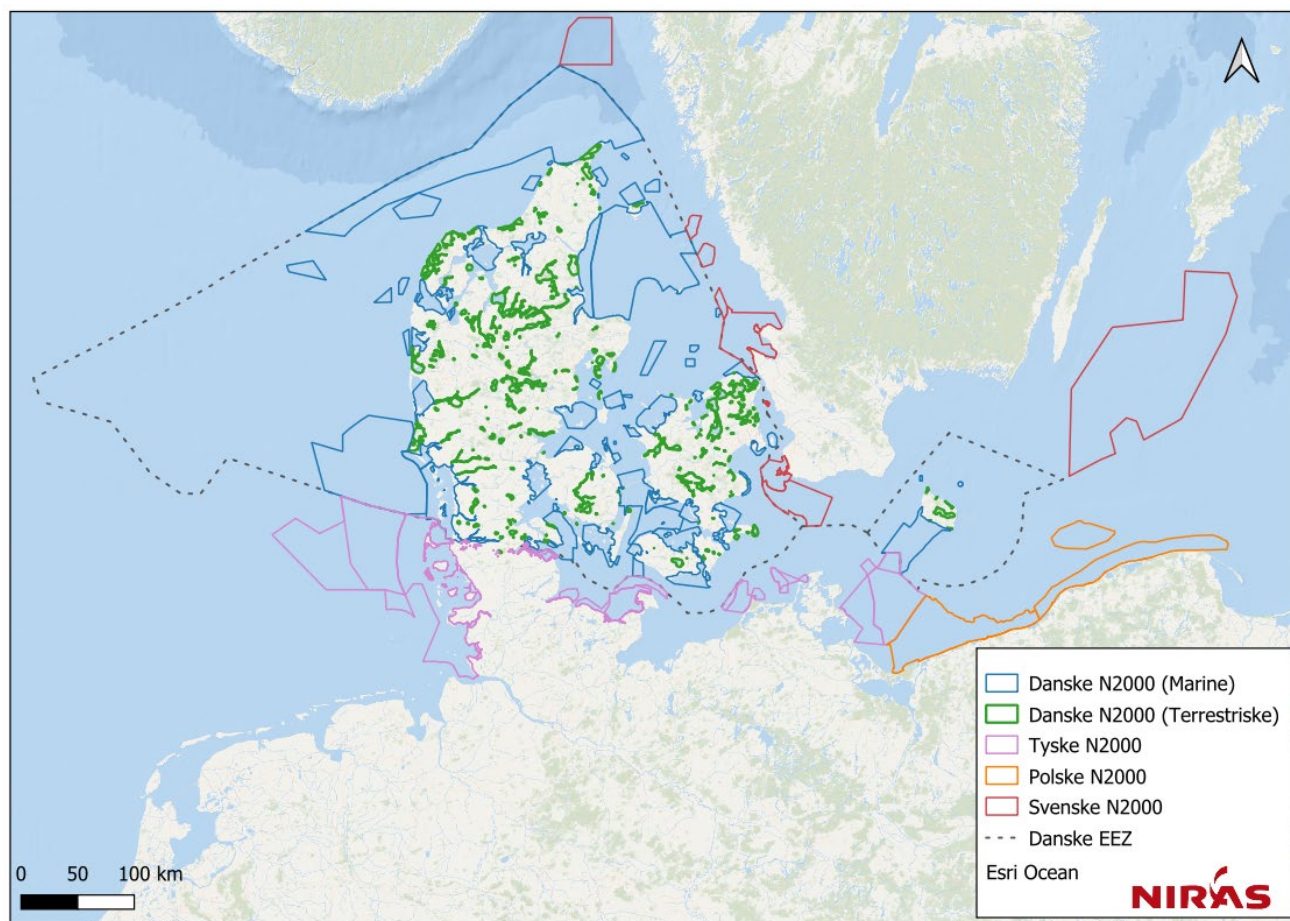 Danske N2000 (Marine)
Danske N2000 (Terrestriske)
Tyske N2000
Polske N2000
Svenske N2000
Danske EEZ
Esri Ocean
NIRAS
0 50 100 km